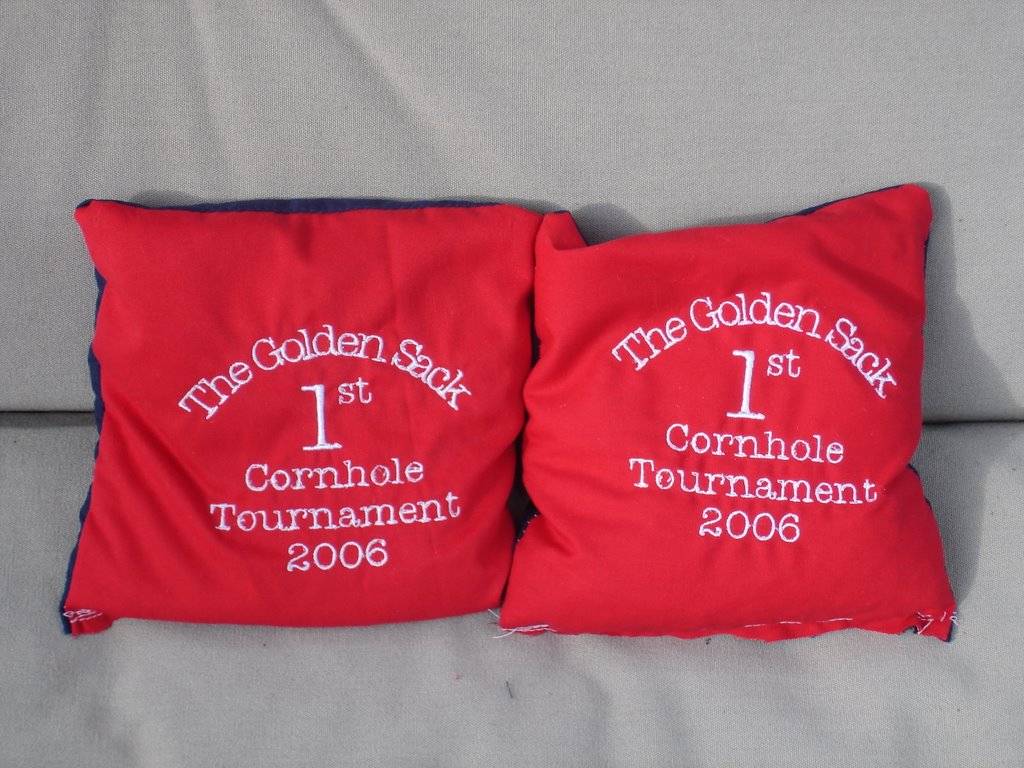 The Golden Sack
1st
Cornhole
Tournament
2006
The Golden Sack
1st
Cornhole
Tournament
2006